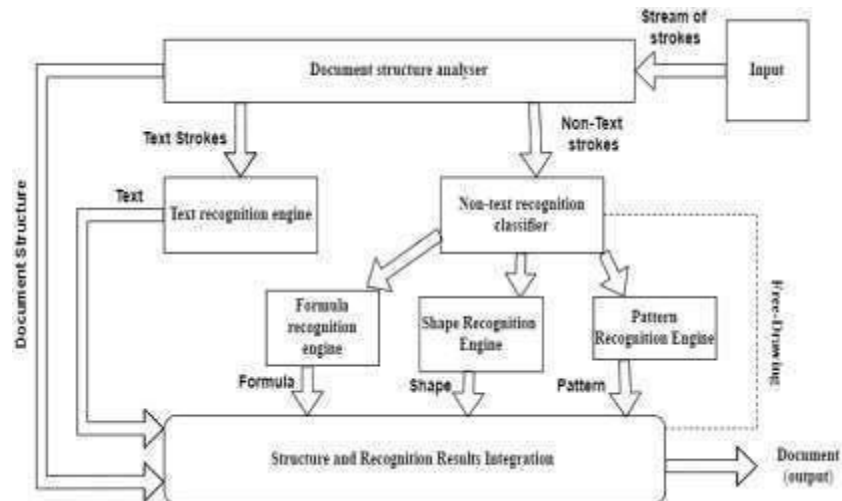 Stream of
strokes
Document structure analyser
Input
Text Strokes
Non-Text
strokes
Text
Text recognition engine
Non-text recognition
classifier
Document Structure
Free-Drawing
Formula
recognition
engine
Shape Recognition
Engine
Pattern
Recognition Engine
Formula
Shape
Pattern
Structure and Recognition Results Integration
Document
(output)